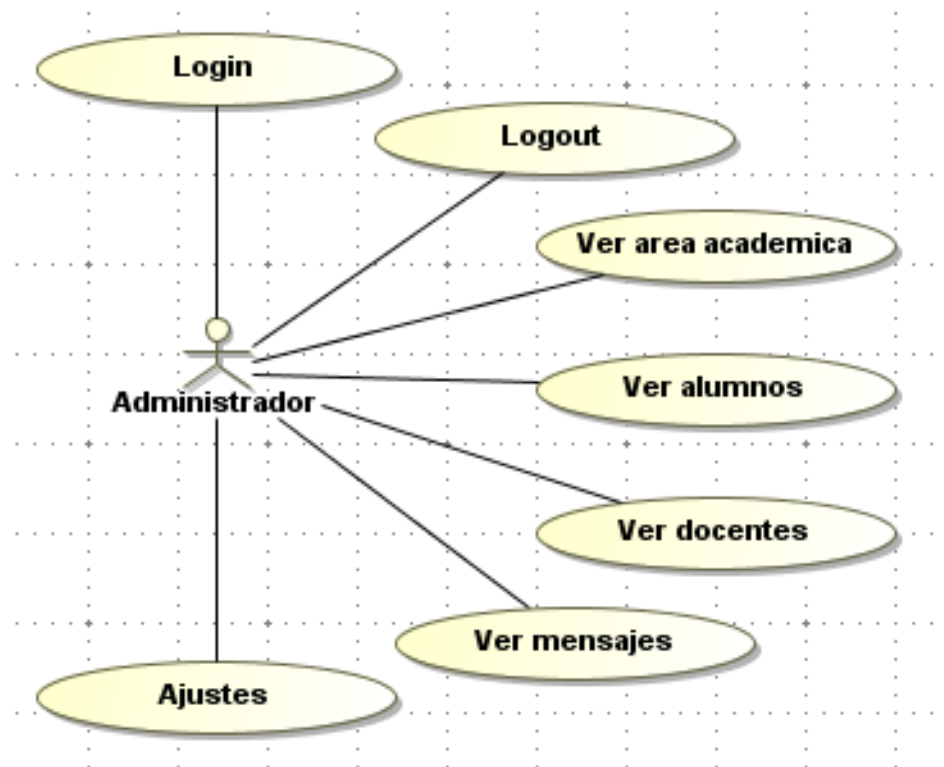 Login
Logout
Ver area academica
Ver alumnos
Administrador
Ver docentes
Ver mensajes
Ajustes